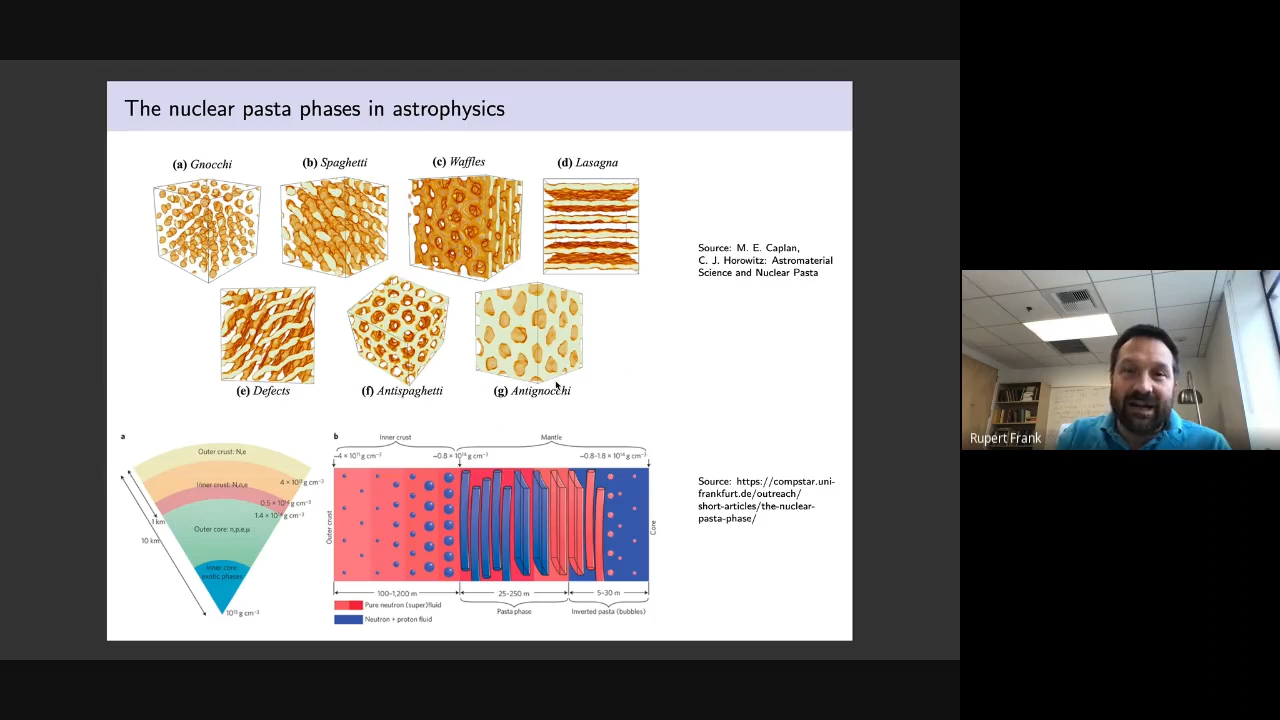 The nuclear pasta phases in astrophysics
(a) Gnocchi
(b) Spaghetti
(c) Waffles
(d) Lasagna
Source: M. E. Caplan,
C. J. Horowitz: Astromaterial
Science and Nuclear Pasta
(e) Defects
(f) Antispaghetti
(g) Antignocchi
Rupert Frank
a
Outer crust: N,e
Inner crust: N,n,e
Outer core: n,p,e,μ
Inner core:
exotic phases
1 km
10 km
b
Inner crust
Mantle
Outer crust
Core
100–1,200 m
25–250 m
5–30 m
Pasta phase
Inverted pasta (bubbles)
Pure neutron (super)fluid
Neutron + proton fluid
Source: https://compstar.uni-
frankfurt.de/outreach/
short-articles/the-nuclear-
pasta-phase/